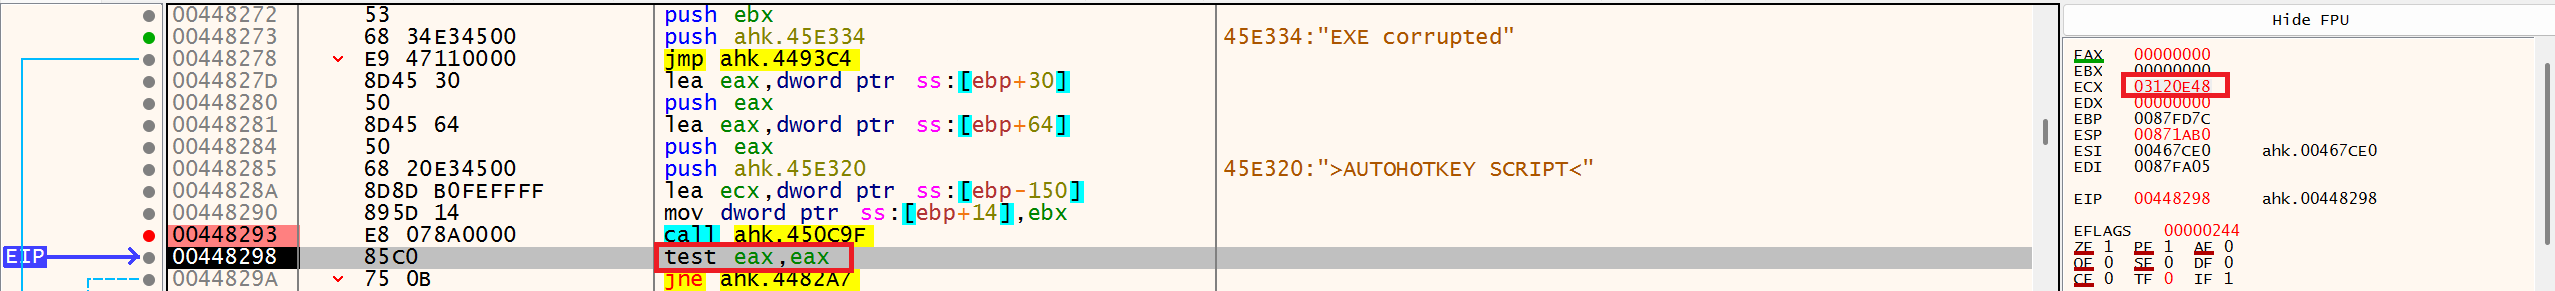 00448272 53 push ebx
00448273 68 34E34500 push ahk.45E334 45E334:"EXE corrupted"
00448278 E9 47110000 jmp ahk.4493C4
0044827D 8D45 30 lea eax,dword ptr ss:[ebp+30]
00448280 50 push eax
00448281 8D45 64 lea eax,dword ptr ss:[ebp+64]
00448284 50 push eax
00448285 68 20E34500 push ahk.45E320 45E320:">AUTOHOTKEY SCRIPT<"
0044828A 8D8D B0FEFFFF lea ecx,dword ptr ss:[ebp-150]
00448290 895D 14 mov dword ptr ss:[ebp+14],ebx
00448293 E8 078A0000 call ahk.450C9F
EIP 00448298 85C0 test eax,eax
0044829A 75 0B jne ahk.4482A7
Hide FPU
EAX 00000000
EBX 00000000
ECX 03120E48
EDX 00000000
EBP 0087FD7C
ESP 00871AB0
ESI 00467CE0 ahk.00467CE0
EDI 0087FA05
EIP 00448298 ahk.00448298
EFLAGS 00000244
ZF 1 PF 1 AF 0
OF 0 SF 0 DF 0
CF 0 TF 0 IF 1